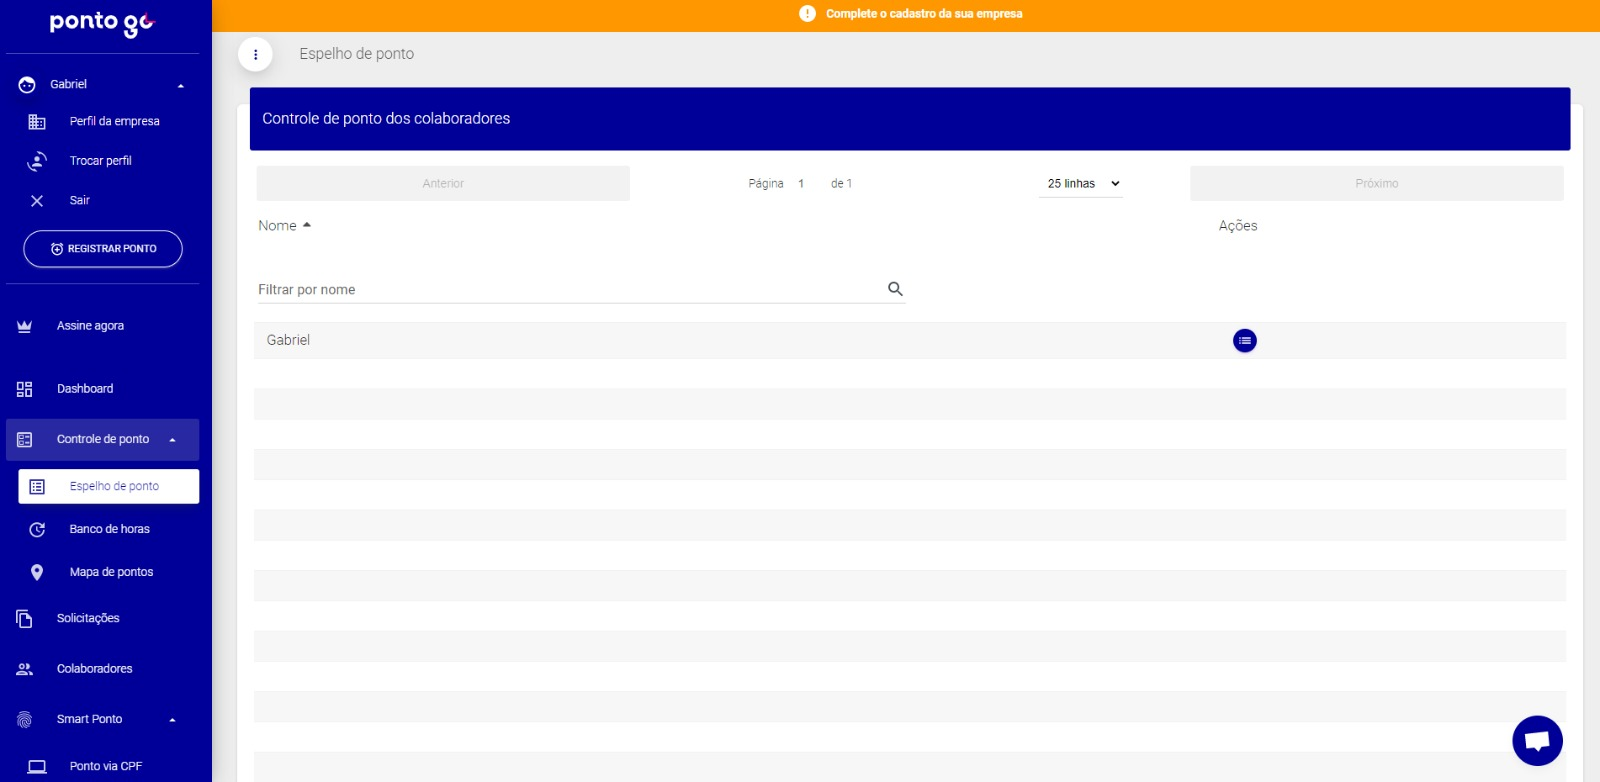 ponto go
Gabriel
Perfil da empresa
Trocar perfil
Sair
REGISTRAR PONTO
Assine agora
Dashboard
Controle de ponto
Espelho de ponto
Banco de horas
Mapa de pontos
Solicitações
Colaboradores
Smart Ponto
Ponto via CPF
Complete o cadastro da sua empresa
Espelho de ponto
Controle de ponto dos colaboradores
Anterior Página 1 de 1 25 linhas Próximo
Nome Ações
Filtrar por nome
Gabriel